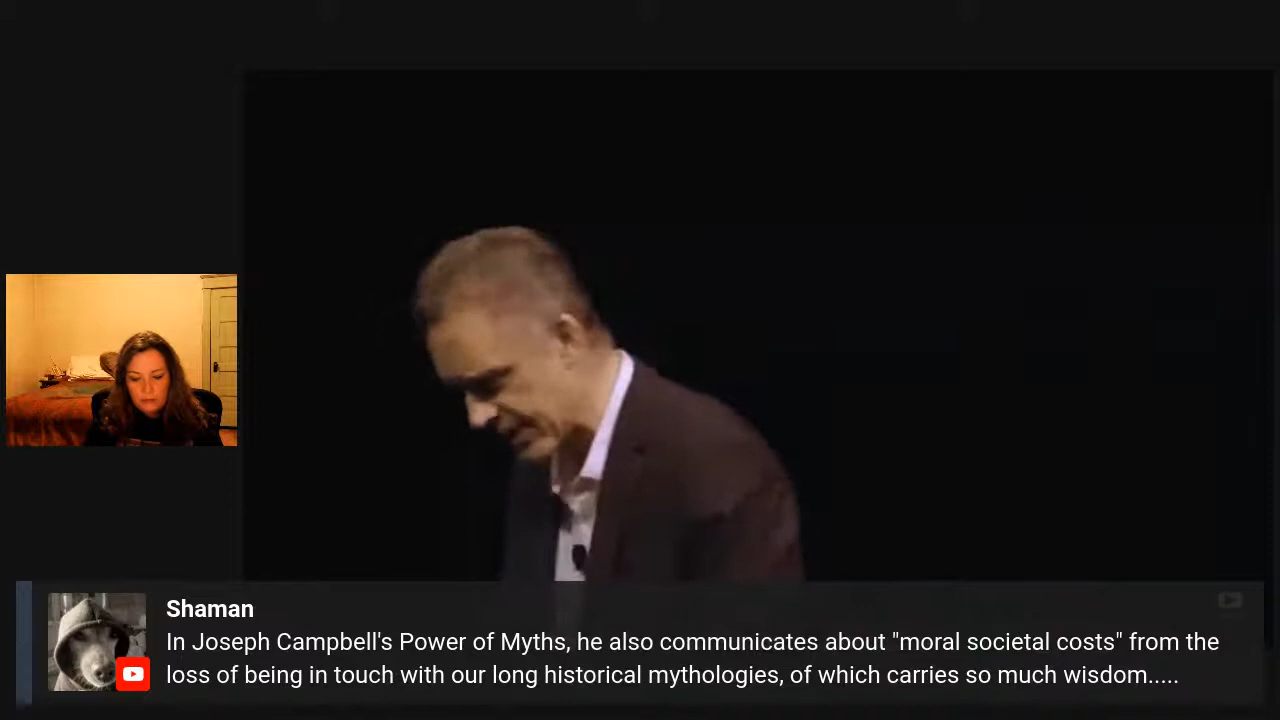 Shaman
In Joseph Campbell's Power of Myths, he also communicates about "moral societal costs" from the
loss of being in touch with our long historical mythologies, of which carries so much wisdom.....